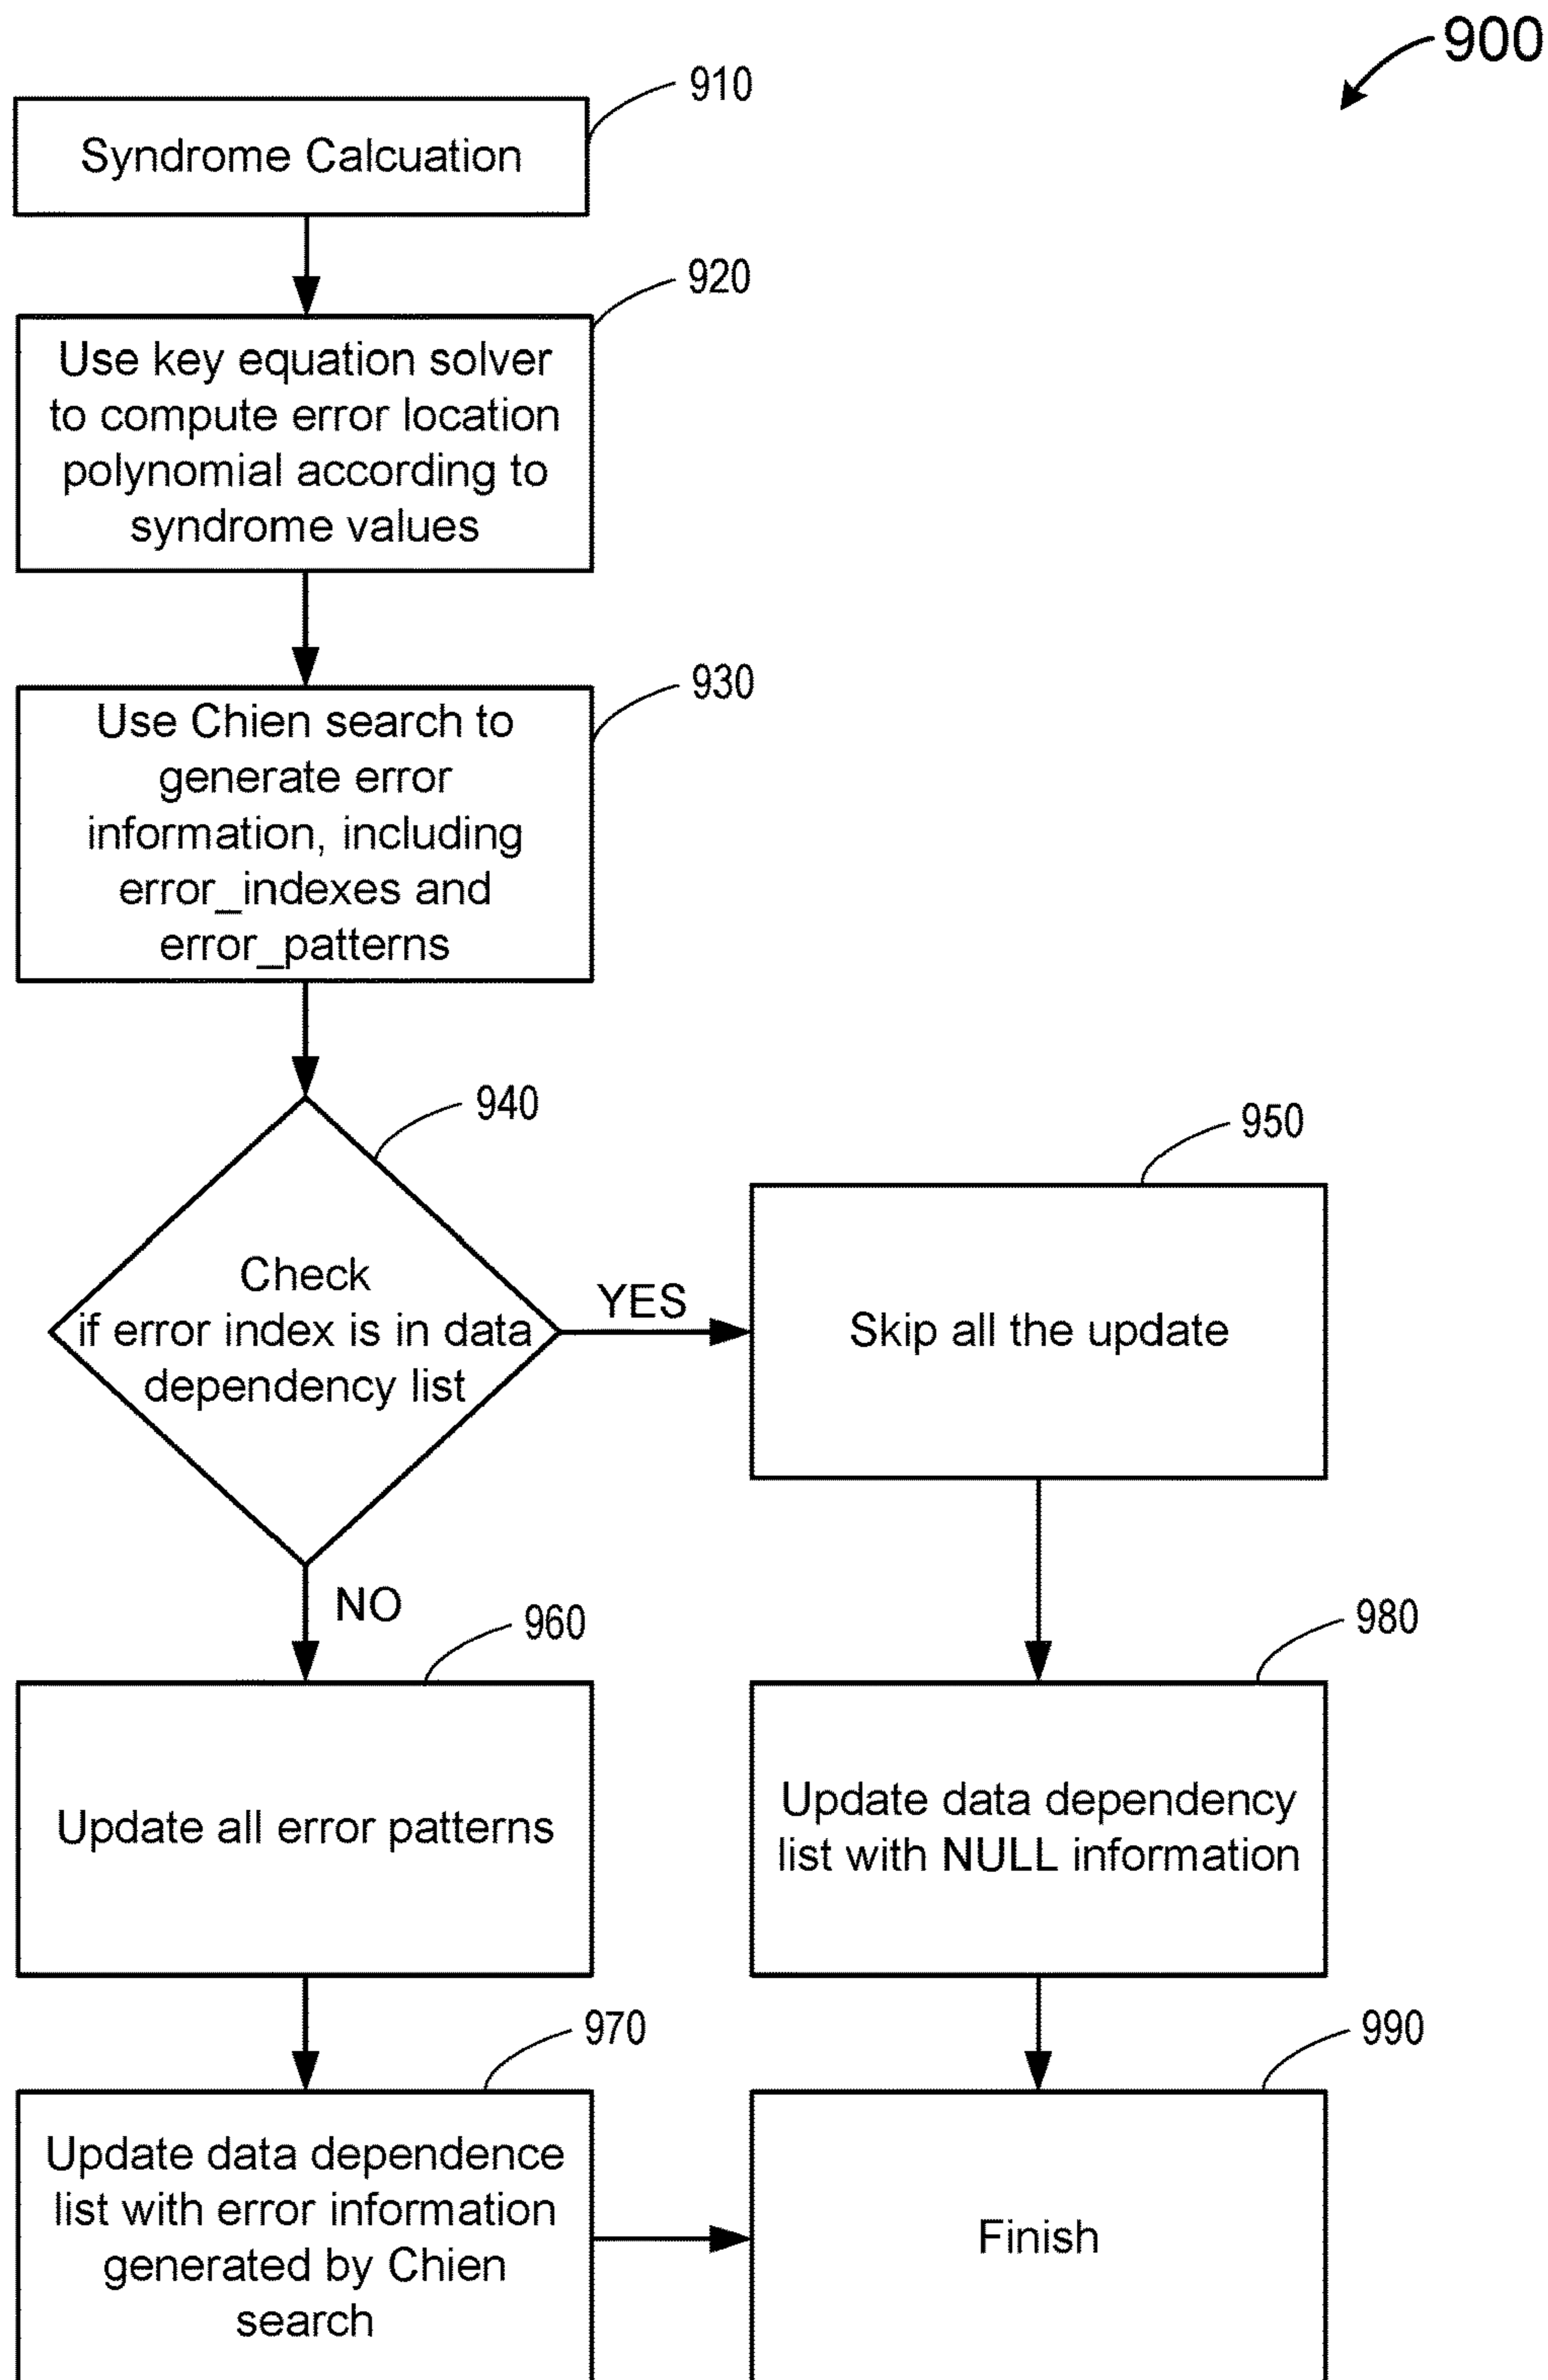 900
910
Syndrome Calcuation
920
Use key equation solver
to compute error location
polynomial according to
syndrome values
930
Use Chien search to
generate error
information, including
error_indexes and
error_patterns
940
Check
if error index is in data
dependency list
YES
950
Skip all the update
NO
960
Update all error patterns
980
Update data dependency
list with NULL information
970
Update data dependence
list with error information
generated by Chien
search
990
Finish